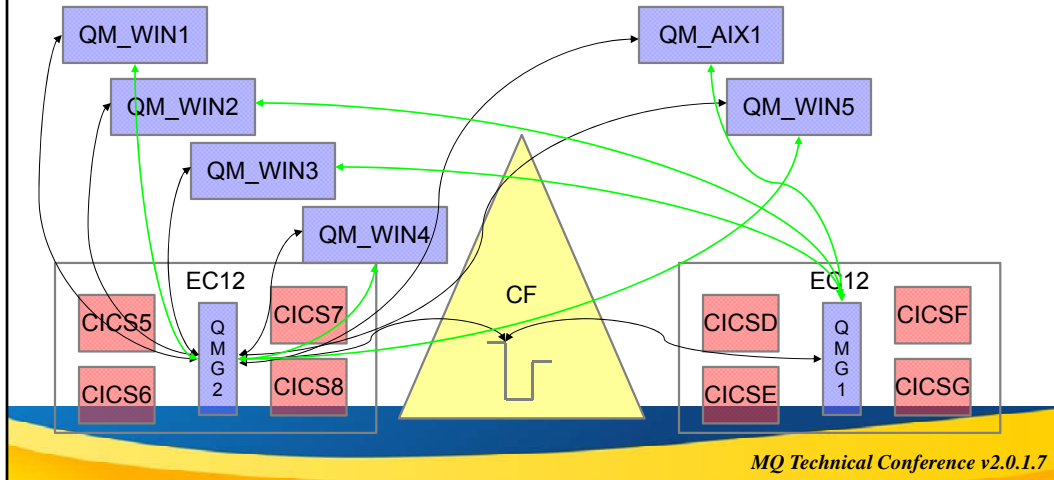 QM_WIN1
QM_AIX1
QM_WIN2
QM_WIN5
QM_WIN3
QM_WIN4
EC12
CICS5
CICS7
Q
M
G
2
CICS6
CICS8
CF
EC12
CICSD
CICSF
Q
M
G
1
CICSE
CICSG
MQ Technical Conference v2.0.1.7